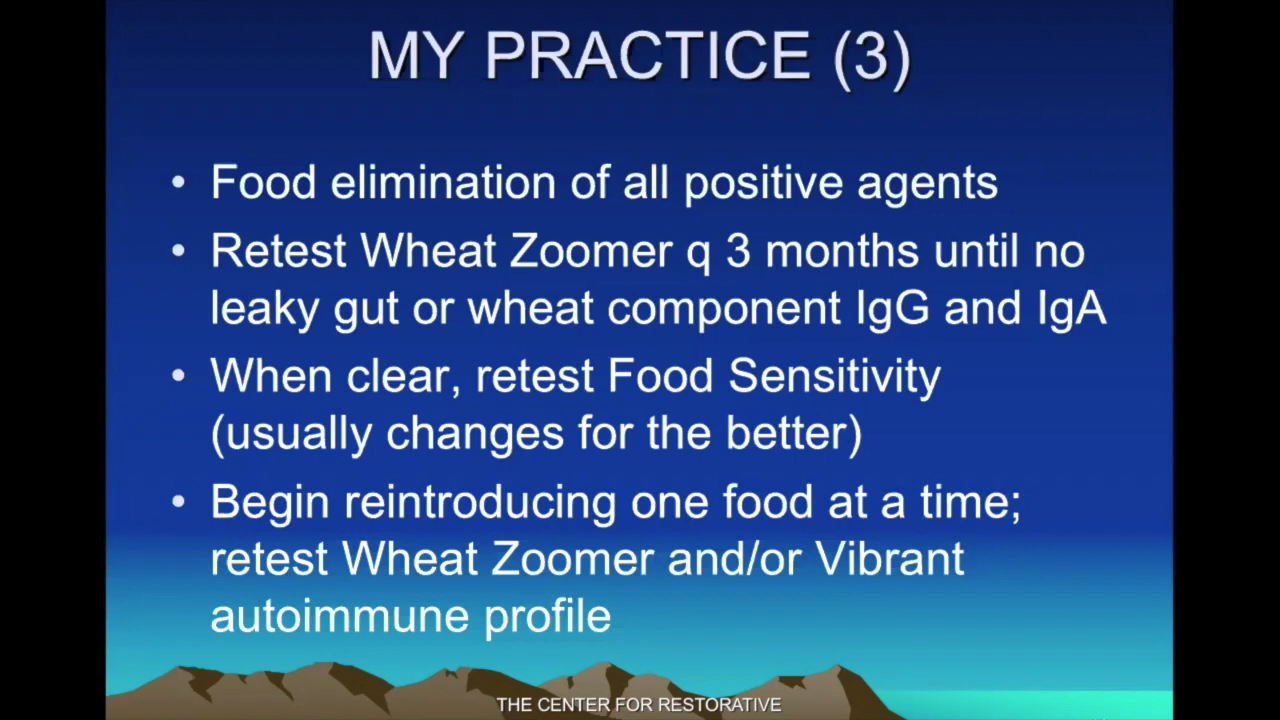 MY PRACTICE (3)
• Food elimination of all positive agents
• Retest Wheat Zoomer q 3 months until no
leaky gut or wheat component IgG and IgA
• When clear, retest Food Sensitivity
(usually changes for the better)
• Begin reintroducing one food at a time;
retest Wheat Zoomer and/or Vibrant
autoimmune profile
THE CENTER FOR RESTORATIVE